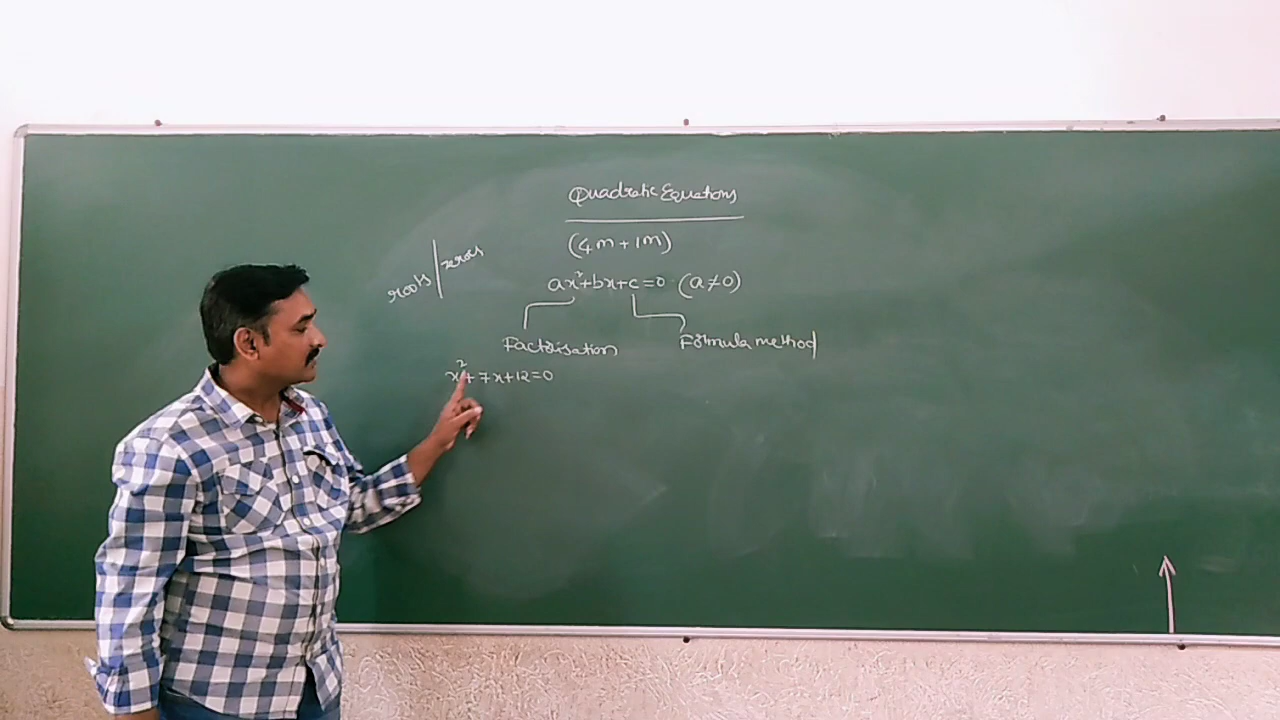 Quadratic Equations
(4m + 1m)
roots / zeros
ax²+bx+c=0 (a≠0)
Factorisation Formula method
x²+7x+12=0